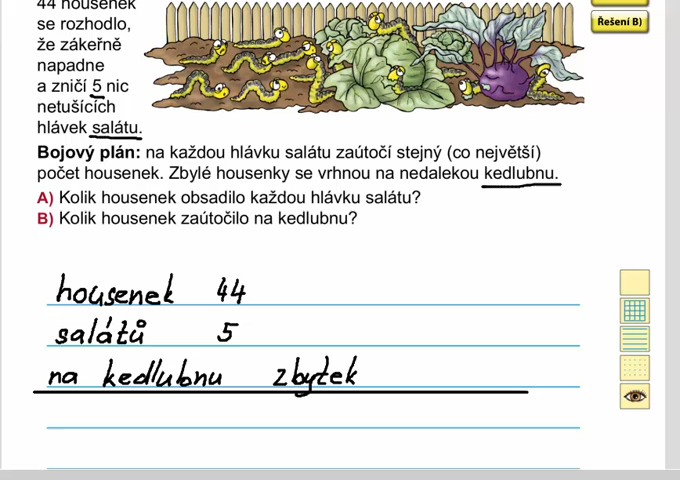 44 housenek
se rozhodlo,
že zákeřně
napadne
a zničí 5 nic
netušících
hlávek salátu.
Řešení B)
Bojový plán: na každou hlávku salátu zaútočí stejný (co největší)
počet housenek. Zbylé housenky se vrhnou na nedalekou kedlubnu.
A) Kolik housenek obsadilo každou hlávku salátu?
B) Kolik housenek zaútočilo na kedlubnu?
housenek 44
salátů 5
na kedlubnu zbytek